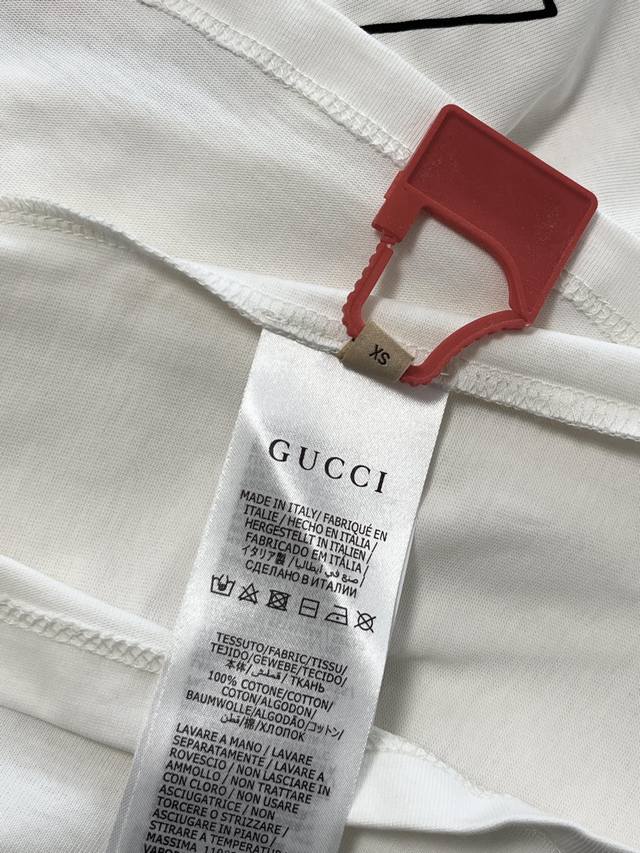 XS
GUCCI
MADE IN ITALY/ FABRIQUÉ EN
ITALIE / HECHO EN ITALIA /
HERGESTELLT IN ITALIEN /
FABRICADO EM ITÁLIA /
イタリア製 / صنع في ايطاليا /
СДЕЛАНО В ИТАЛИИ
TESSUTO/FABRIC/TISSU/
TEJIDO/GEWEBE/TECIDO/
本体/قماش/ ТКАНЬ
100% COTONE/COTTON/
COTON/ALGODON/
BAUMWOLLE/ALGODÃO/コットン/
قطن/棉/ХЛОПОК
LAVARE A MANO / LAVARE
SEPARATAMENTE / LAVARE A
ROVESCIO / NON LASCIARE IN
AMMOLLO / NON TRATTARE
CON CLORO / NON USARE
ASCIUGATRICE / NON
TORCERE O STRIZZARE /
ASCIUGARE IN PIANO /
STIRARE A TEMPERATURA
MASSIMA